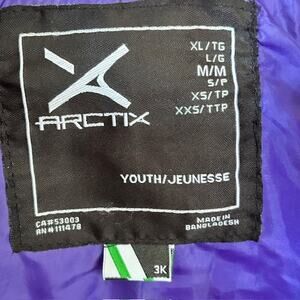 XL/TG
L/G
M/M
S/P
XS/TP
XXS/TTP
ARCTIX
YOUTH/JEUNESSE
CA#53003
RN#111478
MADE IN
BANGLADESH
3K